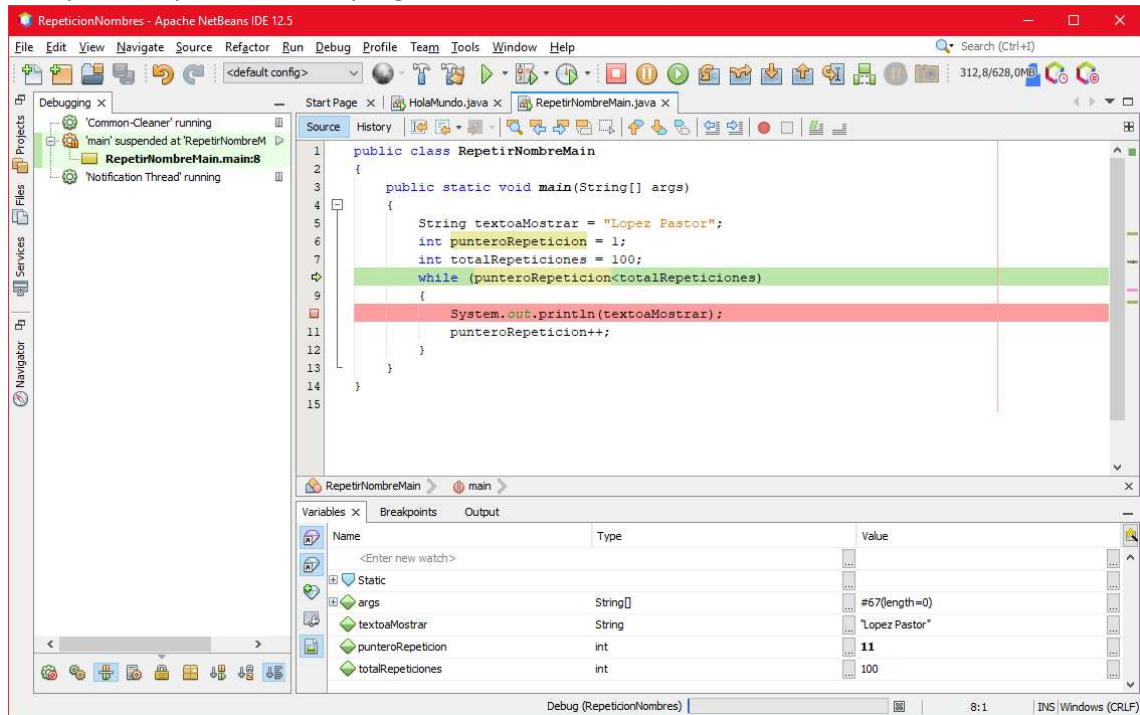 RepeticionNombres - Apache NetBeans IDE 12.5
File Edit View Navigate Source Refactor Run Debug Profile Team Tools Window Help
Search (Ctrl+I)
<default config>
312,8/628,0MB
Debugging
Start Page HolaMundo.java RepetirNombreMain.java
Projects
Files
Services
Navigator
'Common-Cleaner' running
'main' suspended at 'RepetirNombreM
RepetirNombreMain.main:8
'Notification Thread' running
Source History
1 public class RepetirNombreMain
2 {
3 public static void main(String[] args)
4 {
5 String textoaMostrar = "Lopez Pastor";
6 int punteroRepeticion = 1;
7 int totalRepeticiones = 100;
while (punteroRepeticion<totalRepeticiones)
9 {
System.out.println(textoaMostrar);
11 punteroRepeticion++;
12 }
13 }
14 }
15
RepetirNombreMain main
Variables Breakpoints Output
Name Type Value
<Enter new watch>
Static
args String[] #67(length=0)
textoaMostrar String "Lopez Pastor"
punteroRepeticion int 11
totalRepeticiones int 100
Debug (RepeticionNombres) 8:1 INS Windows (CRLF)